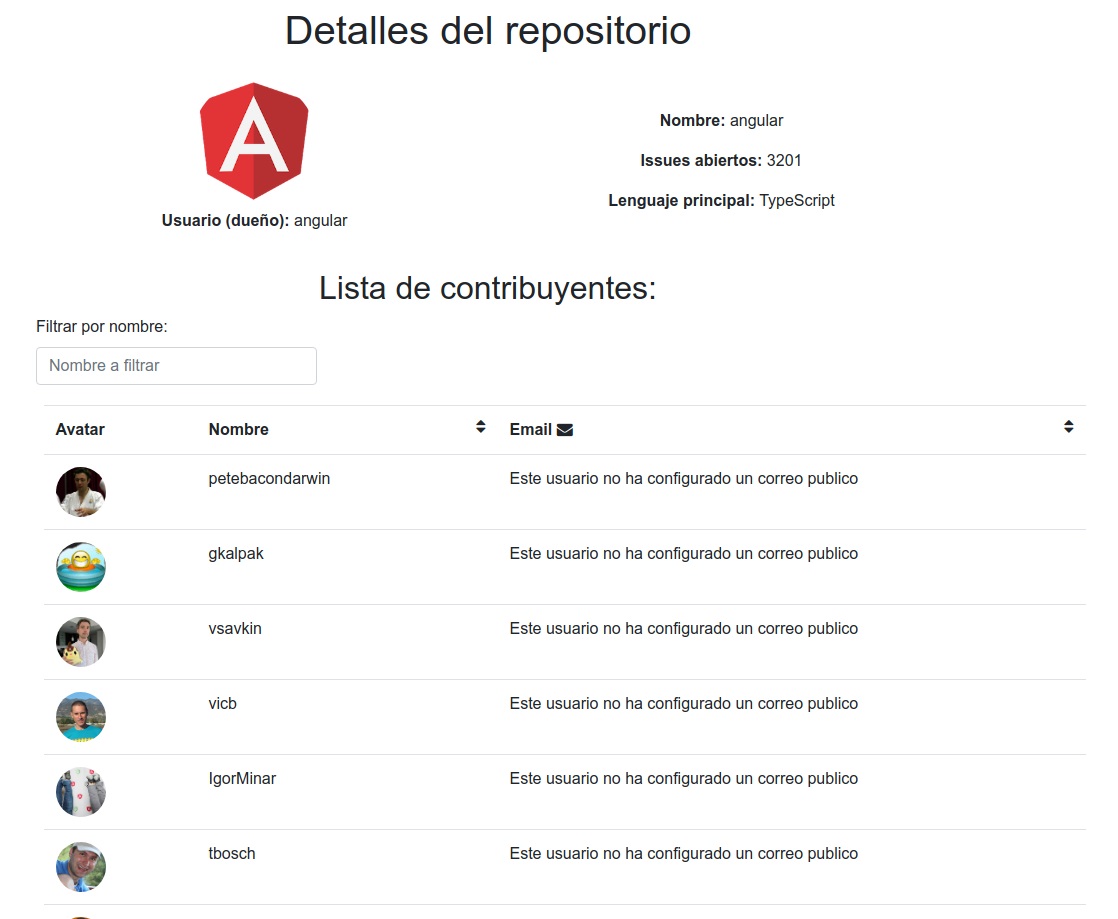 Detalles del repositorio
A
Usuario (dueño): angular
Nombre: angular
Issues abiertos: 3201
Lenguaje principal: TypeScript
Lista de contribuyentes:
Filtrar por nombre:
Nombre a filtrar
Avatar Nombre Email
petebacondarwin Este usuario no ha configurado un correo publico
gkalpak Este usuario no ha configurado un correo publico
vsavkin Este usuario no ha configurado un correo publico
vicb Este usuario no ha configurado un correo publico
IgorMinar Este usuario no ha configurado un correo publico
tbosch Este usuario no ha configurado un correo publico